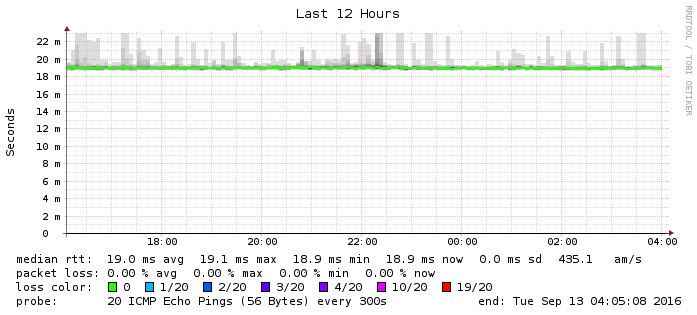 Last 12 Hours
RRDTOOL / TOBI OETIKER
Seconds
22 m
20 m
18 m
16 m
14 m
12 m
10 m
8 m
6 m
4 m
2 m
0
18:00 20:00 22:00 00:00 02:00 04:00
median rtt: 19.0 ms avg 19.1 ms max 18.9 ms min 18.9 ms now 0.0 ms sd 435.1 am/s
packet loss: 0.00 % avg 0.00 % max 0.00 % min 0.00 % now
loss color: 0 1/20 2/20 3/20 4/20 10/20 19/20
probe: 20 ICMP Echo Pings (56 Bytes) every 300s end: Tue Sep 13 04:05:08 2016